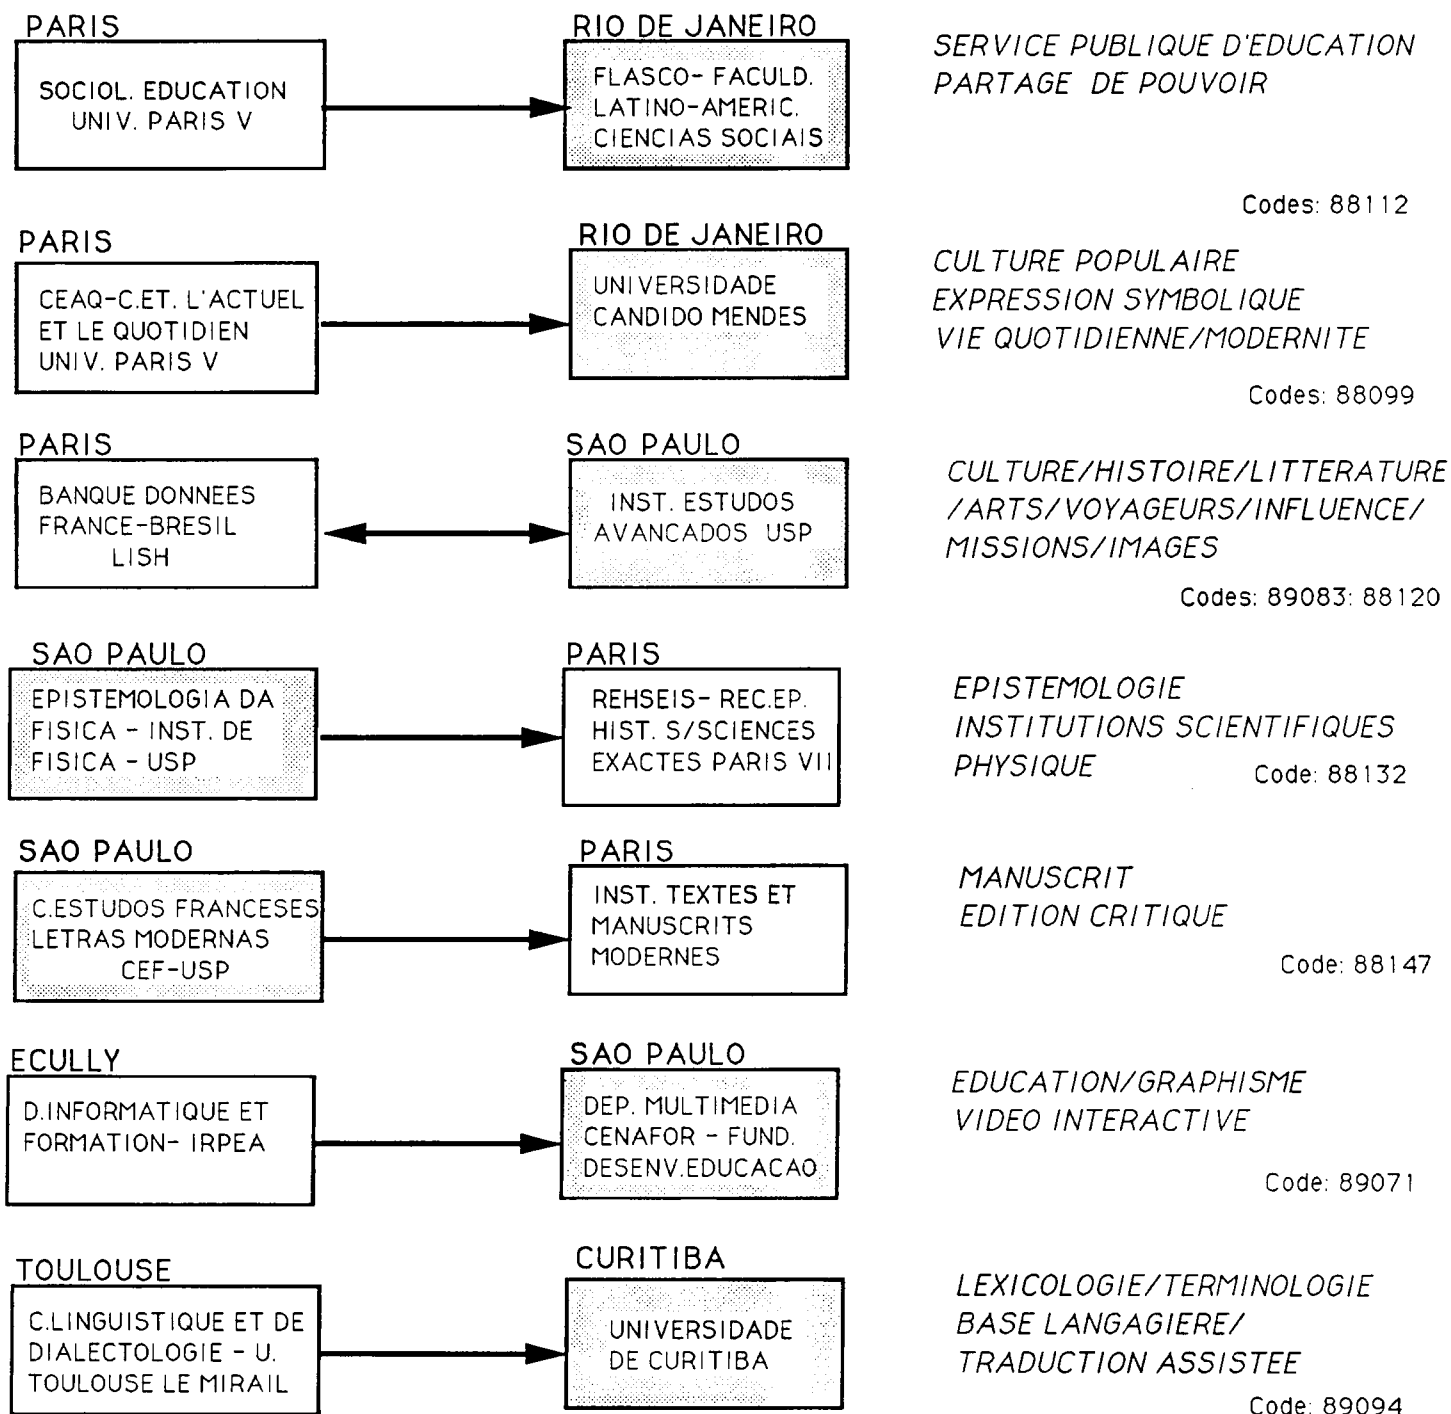 PARIS
SOCIOL. EDUCATION
UNIV. PARIS V
RIO DE JANEIRO
FLASCO- FACULD.
LATINO-AMERIC.
CIENCIAS SOCIAIS
SERVICE PUBLIQUE D'EDUCATION
PARTAGE DE POUVOIR
Codes: 88112
PARIS
CEAQ-C.ET. L'ACTUEL
ET LE QUOTIDIEN
UNIV. PARIS V
RIO DE JANEIRO
UNIVERSIDADE
CANDIDO MENDES
CULTURE POPULAIRE
EXPRESSION SYMBOLIQUE
VIE QUOTIDIENNE/MODERNITE
Codes: 88099
PARIS
BANQUE DONNEES
FRANCE-BRESIL
LISH
SAO PAULO
INST. ESTUDOS
AVANCADOS USP
CULTURE/HISTOIRE/LITTERATURE
/ARTS/VOYAGEURS/INFLUENCE/
MISSIONS/IMAGES
Codes: 89083: 88120
SAO PAULO
EPISTEMOLOGIA DA
FISICA - INST. DE
FISICA - USP
PARIS
REHSEIS- REC.EP.
HIST. S/SCIENCES
EXACTES PARIS VII
EPISTEMOLOGIE
INSTITUTIONS SCIENTIFIQUES
PHYSIQUE
Code: 88132
SAO PAULO
C.ESTUDOS FRANCESES
LETRAS MODERNAS
CEF-USP
PARIS
INST. TEXTES ET
MANUSCRITS
MODERNES
MANUSCRIT
EDITION CRITIQUE
Code: 88147
ECULLY
D.INFORMATIQUE ET
FORMATION- IRPEA
SAO PAULO
DEP. MULTIMEDIA
CENAFOR - FUND.
DESENV.EDUCACAO
EDUCATION/GRAPHISME
VIDEO INTERACTIVE
Code: 89071
TOULOUSE
C.LINGUISTIQUE ET DE
DIALECTOLOGIE - U.
TOULOUSE LE MIRAIL
CURITIBA
UNIVERSIDADE
DE CURITIBA
LEXICOLOGIE/TERMINOLOGIE
BASE LANGAGIERE/
TRADUCTION ASSISTEE
Code: 89094